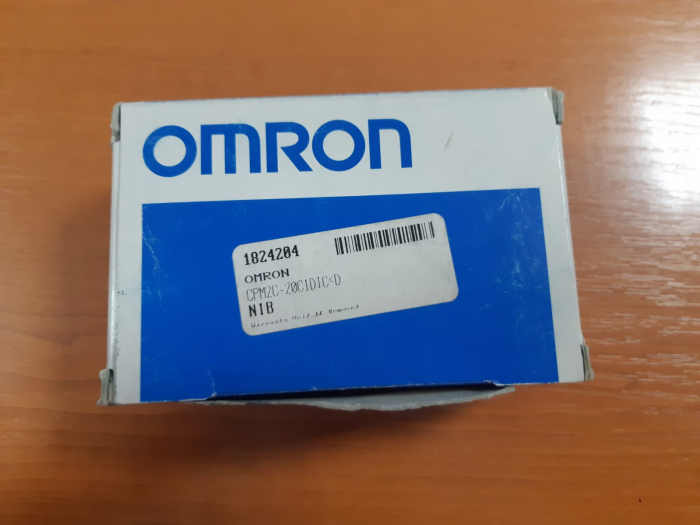 OMRON
1824204
OMRON
CPM2C-20C1DTC-D
NIB
Warranty Void If Removed